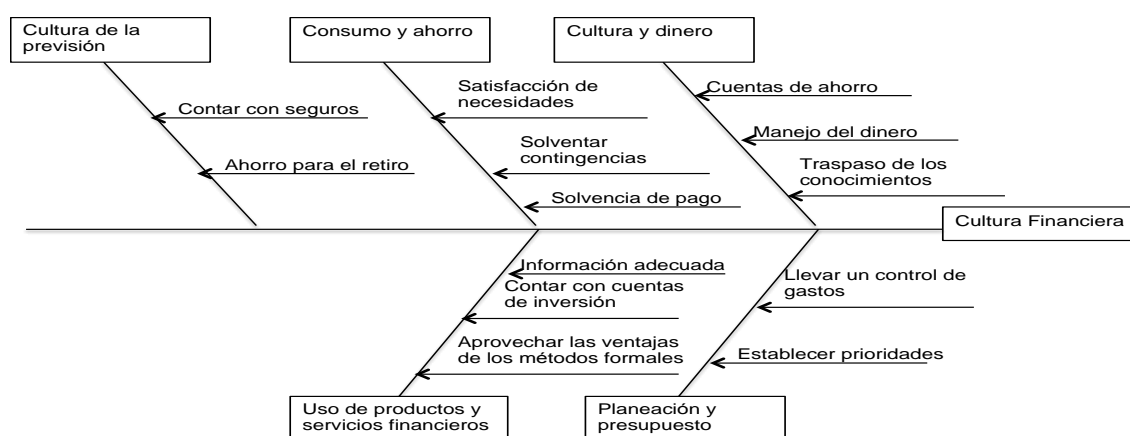 Cultura de la
previsión
Consumo y ahorro
Cultura y dinero
Contar con seguros
Ahorro para el retiro
Satisfacción de
necesidades
Solventar
contingencias
Solvencia de pago
Cuentas de ahorro
Manejo del dinero
Traspaso de los
conocimientos
Cultura Financiera
Información adecuada
Contar con cuentas
de inversión
Aprovechar las ventajas
de los métodos formales
Llevar un control de
gastos
Establecer prioridades
Uso de productos y
servicios financieros
Planeación y
presupuesto